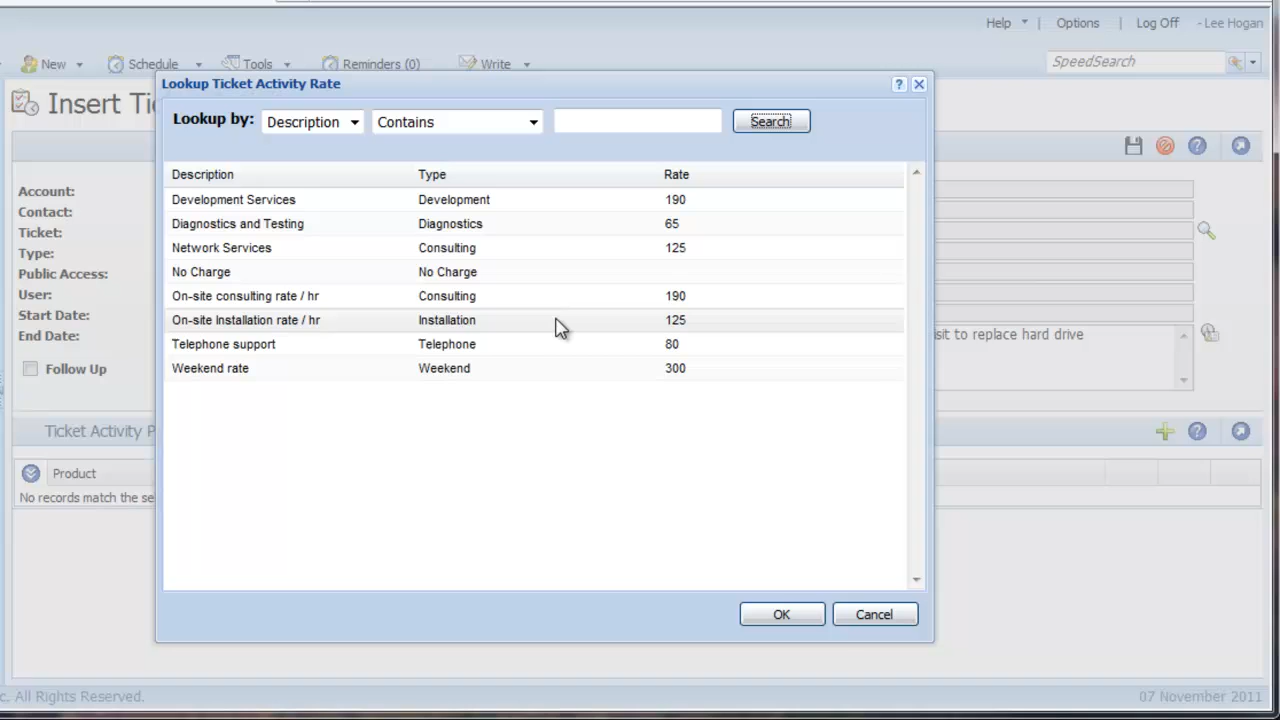 Help | Options | Log Off - Lee Hogan
New Schedule Tools Reminders (0) Write SpeedSearch
Lookup Ticket Activity Rate
Insert Ti
Lookup by: Description Contains Search
Description Type Rate
Development Services Development 190
Diagnostics and Testing Diagnostics 65
Network Services Consulting 125
No Charge No Charge
On-site consulting rate / hr Consulting 190
On-site Installation rate / hr Installation 125
Telephone support Telephone 80
Weekend rate Weekend 300
OK Cancel
Account:
Contact:
Ticket:
Type:
Public Access:
User:
Start Date:
End Date:
isit to replace hard drive
Follow Up
Ticket Activity P
Product
No records match the se
c. All Rights Reserved. 07 November 2011